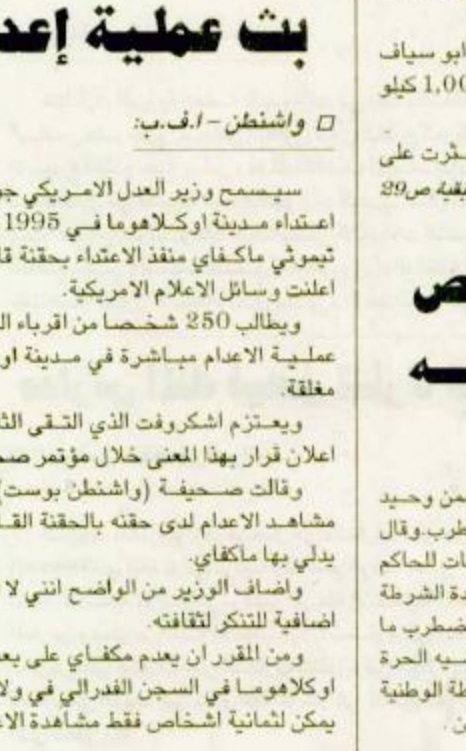 بث عملية إعد
□ واشنطن - ا.ف.ب:
سيسمح وزير العدل الامريكي جو
اعتداء مدينة اوكلاهوما في 1995
تيموثي ماكفاي منفذ الاعتداء بحقنة قا
اعلنت وسائل الاعلام الامريكية.
ويطالب 250 شخصا من اقرباء ال
عملية الاعدام مباشرة في مدينة او
مغلقة.
ويعتزم اشكروفت الذي التقى الث
اعلان قرار بهذا المعنى خلال مؤتمر صح
وقالت صحيفة (واشنطن بوست)
مشاهد الاعدام لدى حقنه بالحقنة القا
يدلي بها ماكفاي.
واضاف الوزير من الواضح انني لا ا
اضافية للتنكر لثقافته.
ومن المقرر ان يعدم مكفاي على بعد
اوكلاهوما في السجن الفدرالي في ولا
يمكن لثمانية اشخاص فقط مشاهدة الاع
ابو سياف
1,00 كيلو
ـثرت على
بقية ص29
ص
ـه
من وحيد
طرب.وقال
ات للحاكم
دة الشرطة
ضطرب ما
ـيه الحرة
طة الوطنية
ن.